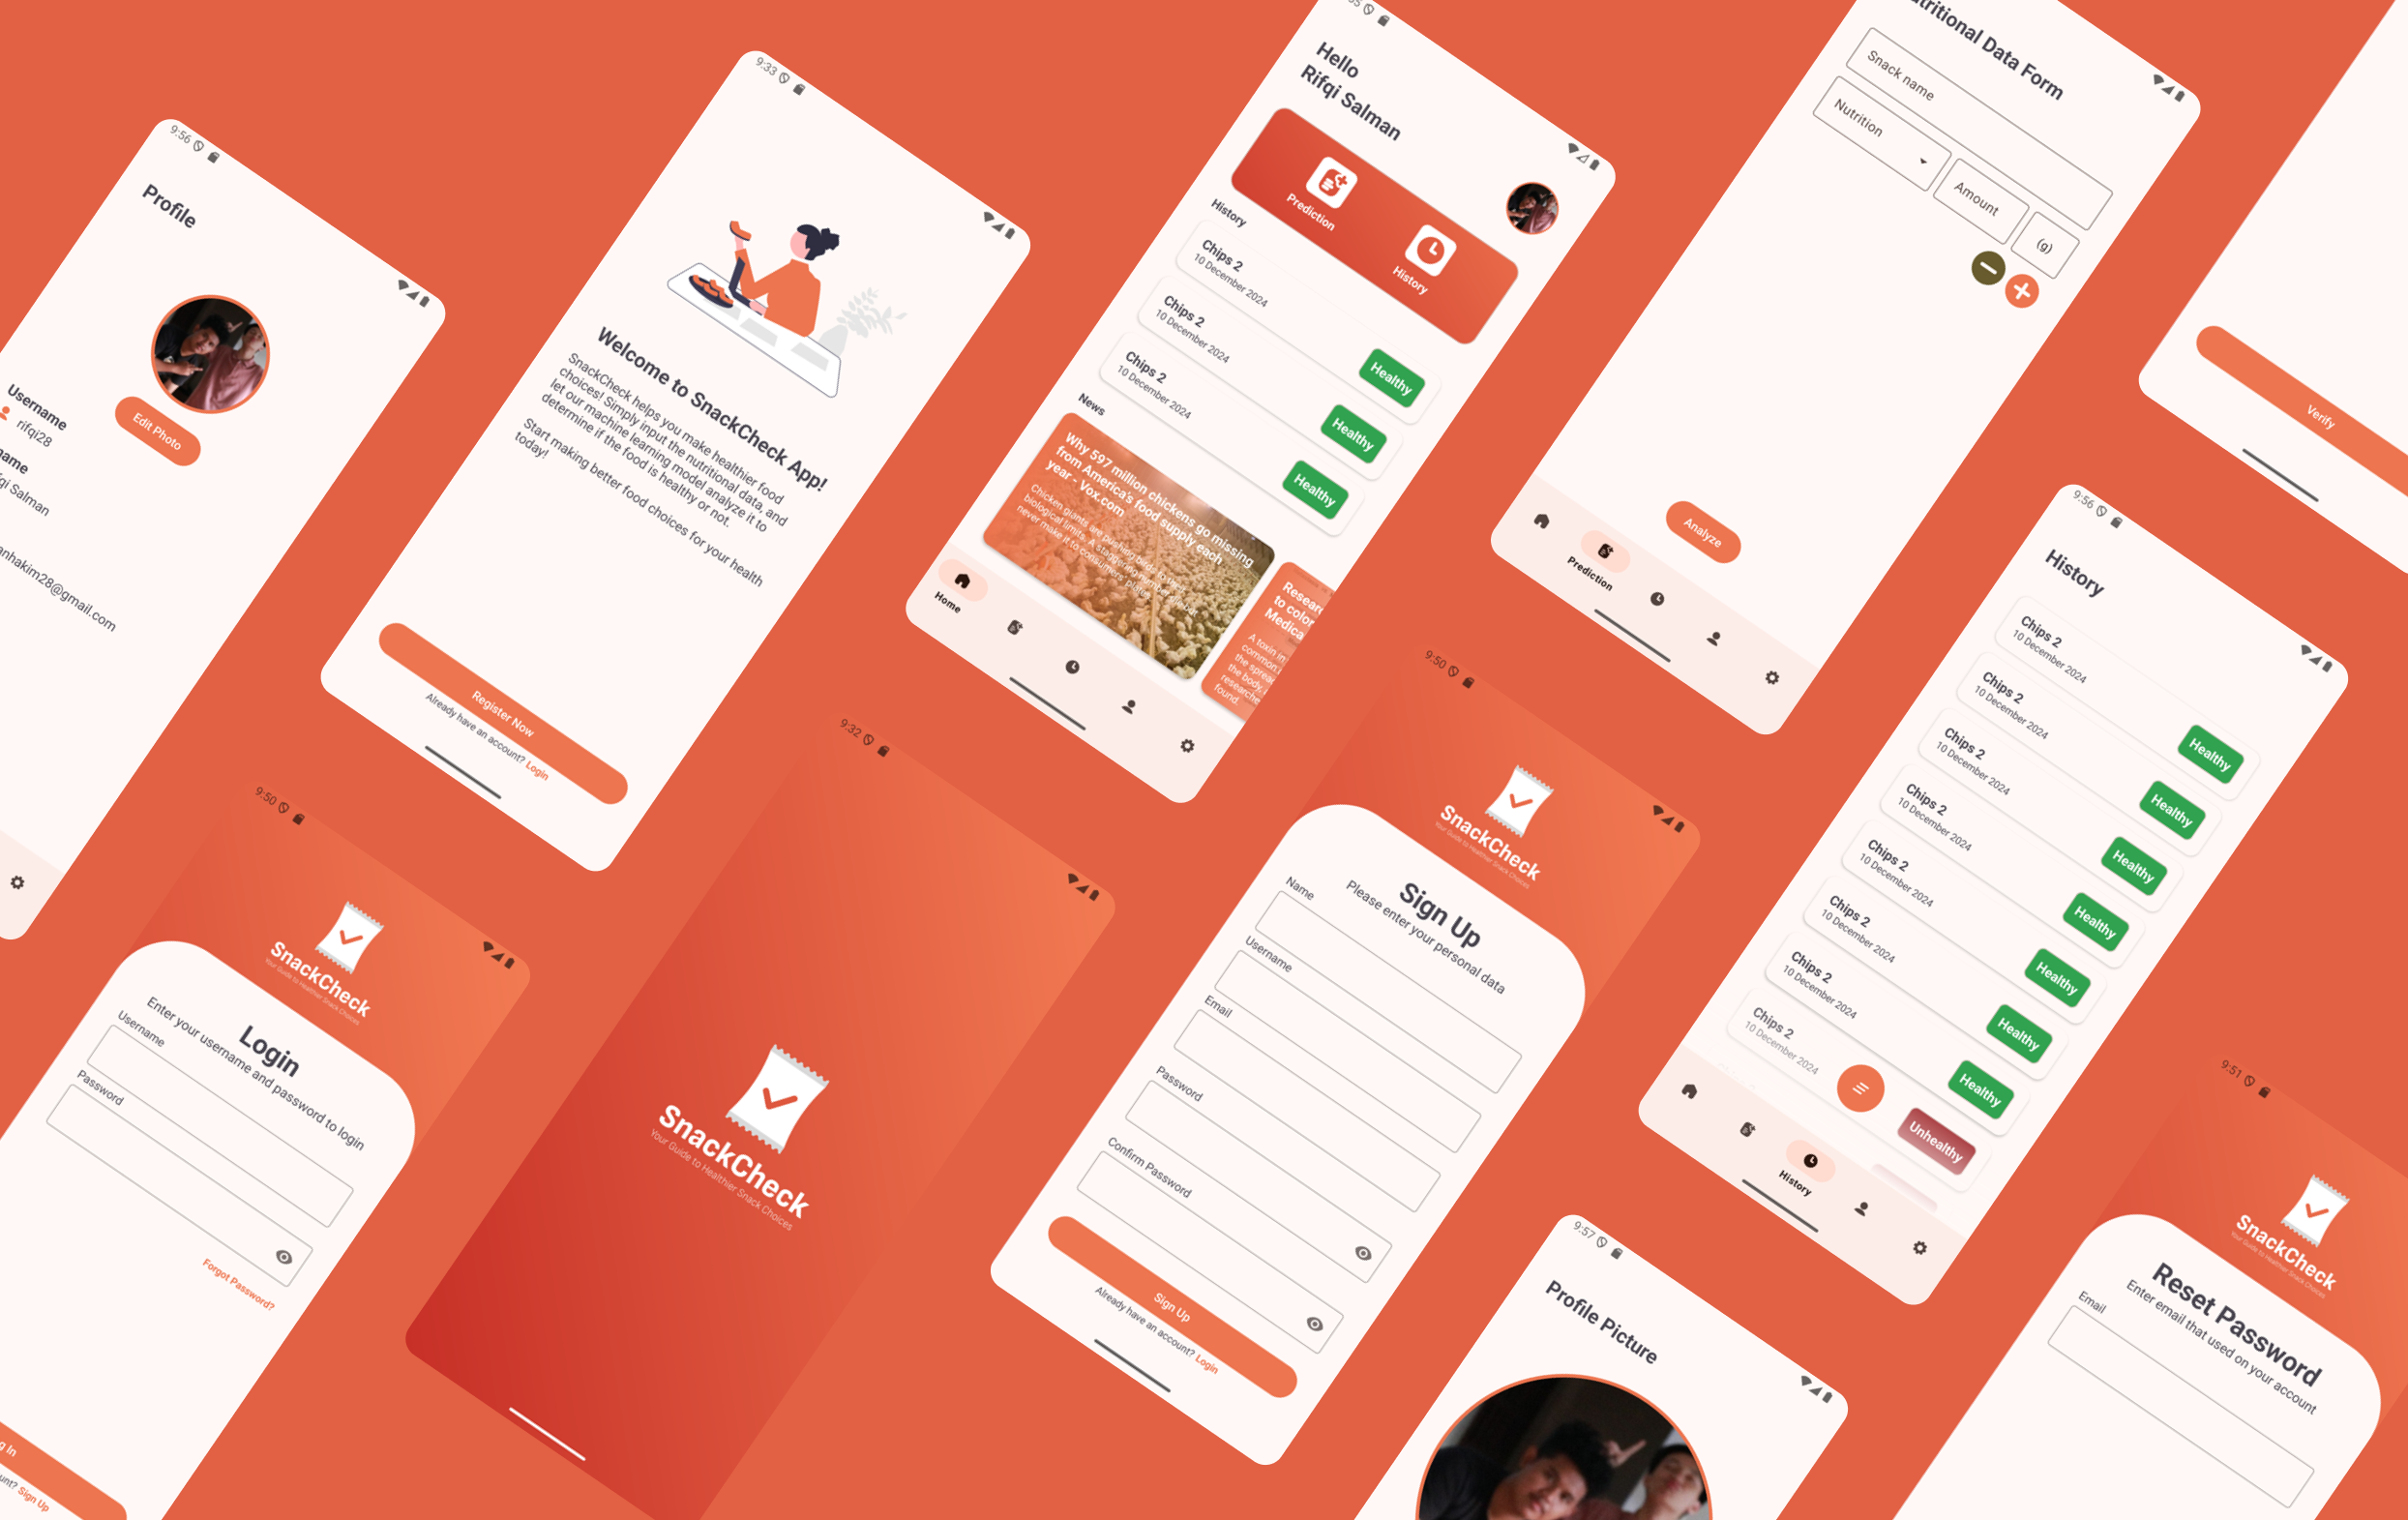 9:56
Profile
Edit Photo
Username
rifqi28
Salman
@gmail.com
9:33
Welcome to SnackCheck App!
SnackCheck helps you make healthier food
choices! Simply input the nutritional data, and
let our machine learning model analyze it to
determine if the food is healthy or not.
Start making better food choices for your health
today!
Register Now
Already have an account? Login
Hello
Rifqi Salman
Prediction
History
History
Chips 2
10 December 2024
Healthy
Chips 2
10 December 2024
Healthy
Chips 2
10 December 2024
Healthy
News
Why 597 million chickens go missing
from America's food supply each
year - Vox.com
Chicken giants are pushing birds to their
biological limits. A staggering number
never make it to consumers' plates
to color
A toxin in
common
the body,
found.
Home
Data Form
Snack name
Nutrition
Amount
(g)
Analyze
Prediction
Verify
9:56
History
Chips 2
10 December 2024
Healthy
Chips 2
10 December 2024
Healthy
Chips 2
10 December 2024
Healthy
Chips 2
10 December 2024
Healthy
Chips 2
10 December 2024
Healthy
Chips 2
10 December 2024
Healthy
Chips 2
10 December 2024
Healthy
Chips 2
10 December 2024
Unhealthy
History
9:50
SnackCheck
Your Guide to Healthier Snack Choices
Login
Enter your username and password to login
Username
Password
Forgot Password?
In
Sign Up
9:32
SnackCheck
Your Guide to Healthier Snack Choices
9:50
SnackCheck
Your Guide to Healthier Snack Choices
Sign Up
Please enter your personal data
Name
Username
Email
Password
Confirm Password
Sign Up
Already have an account? Login
9:57
Profile Picture
9:51
SnackCheck
Your Guide to Healthier Snack Choices
Reset Password
Enter email that used on your account
Email